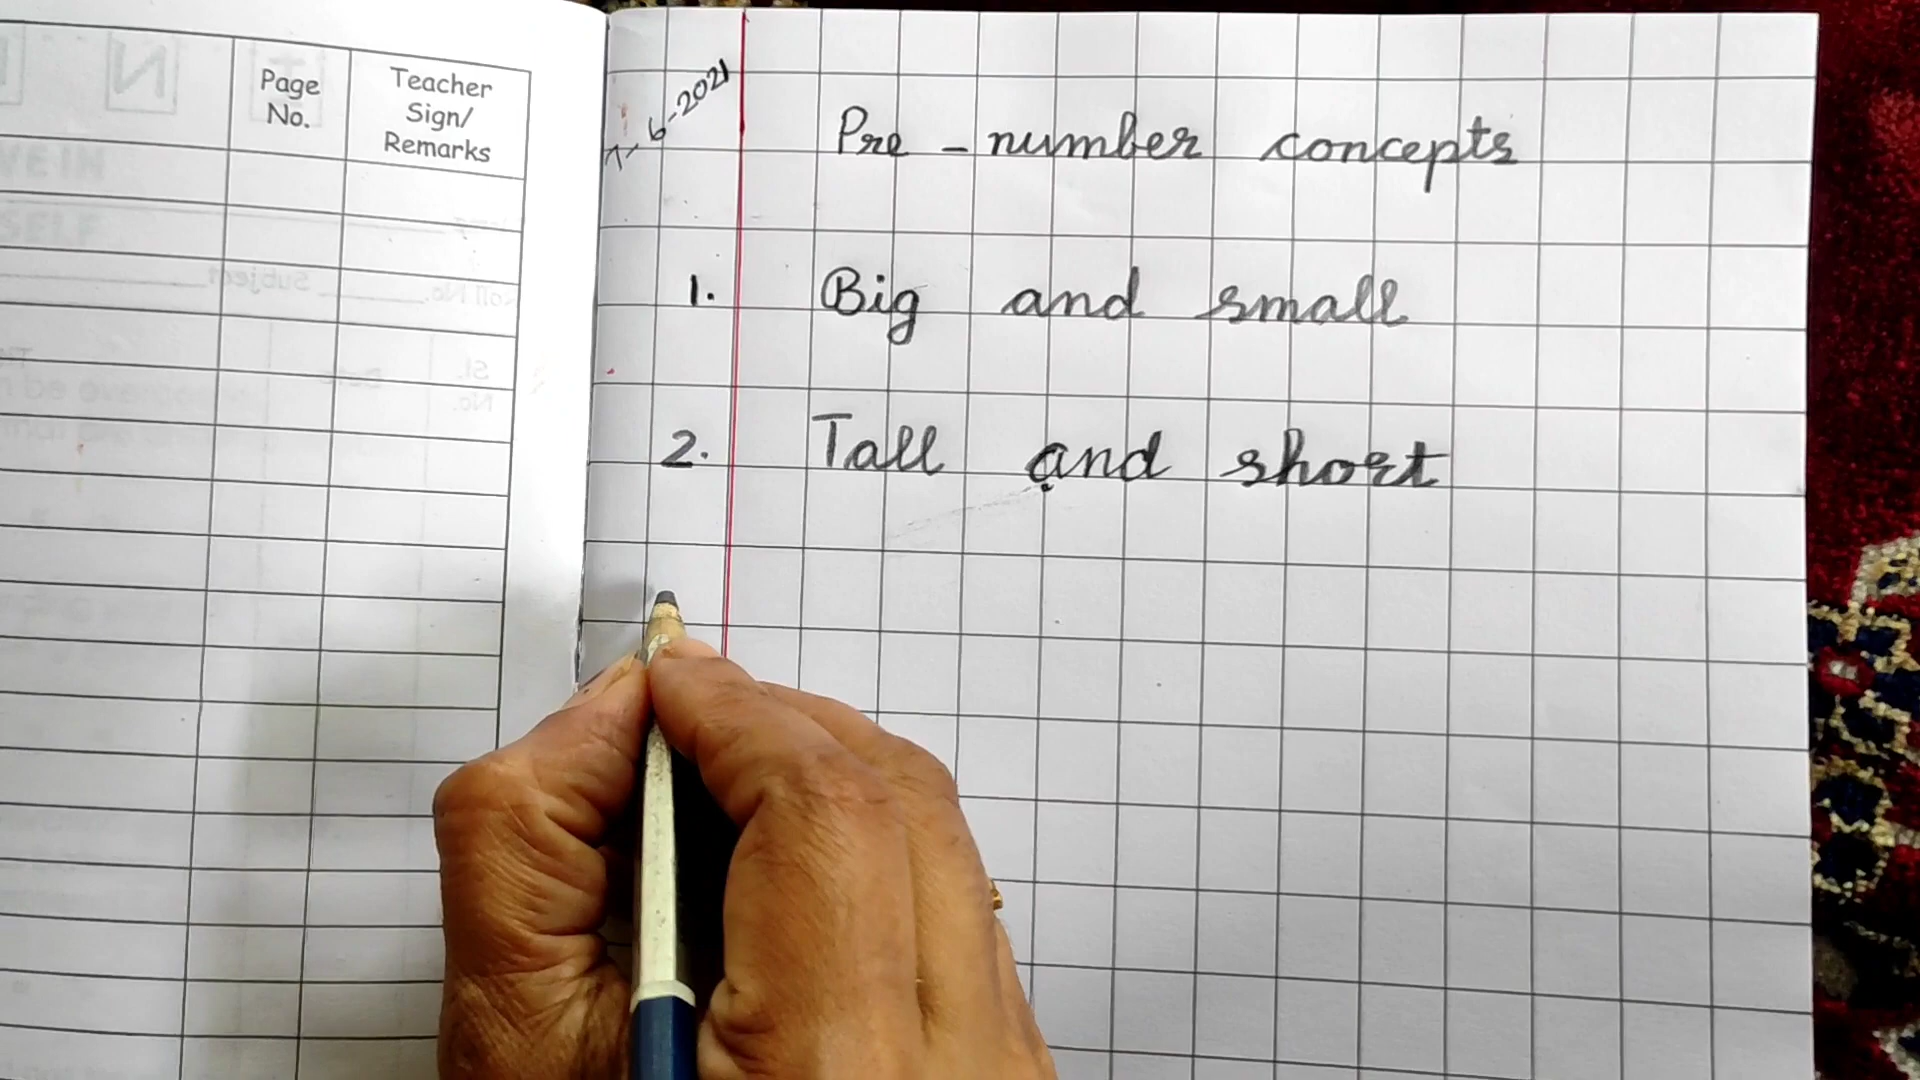 Page No.
Teacher Sign/ Remarks
7-6-2021
Pre - number concepts
1. Big and small
2. Tall and short